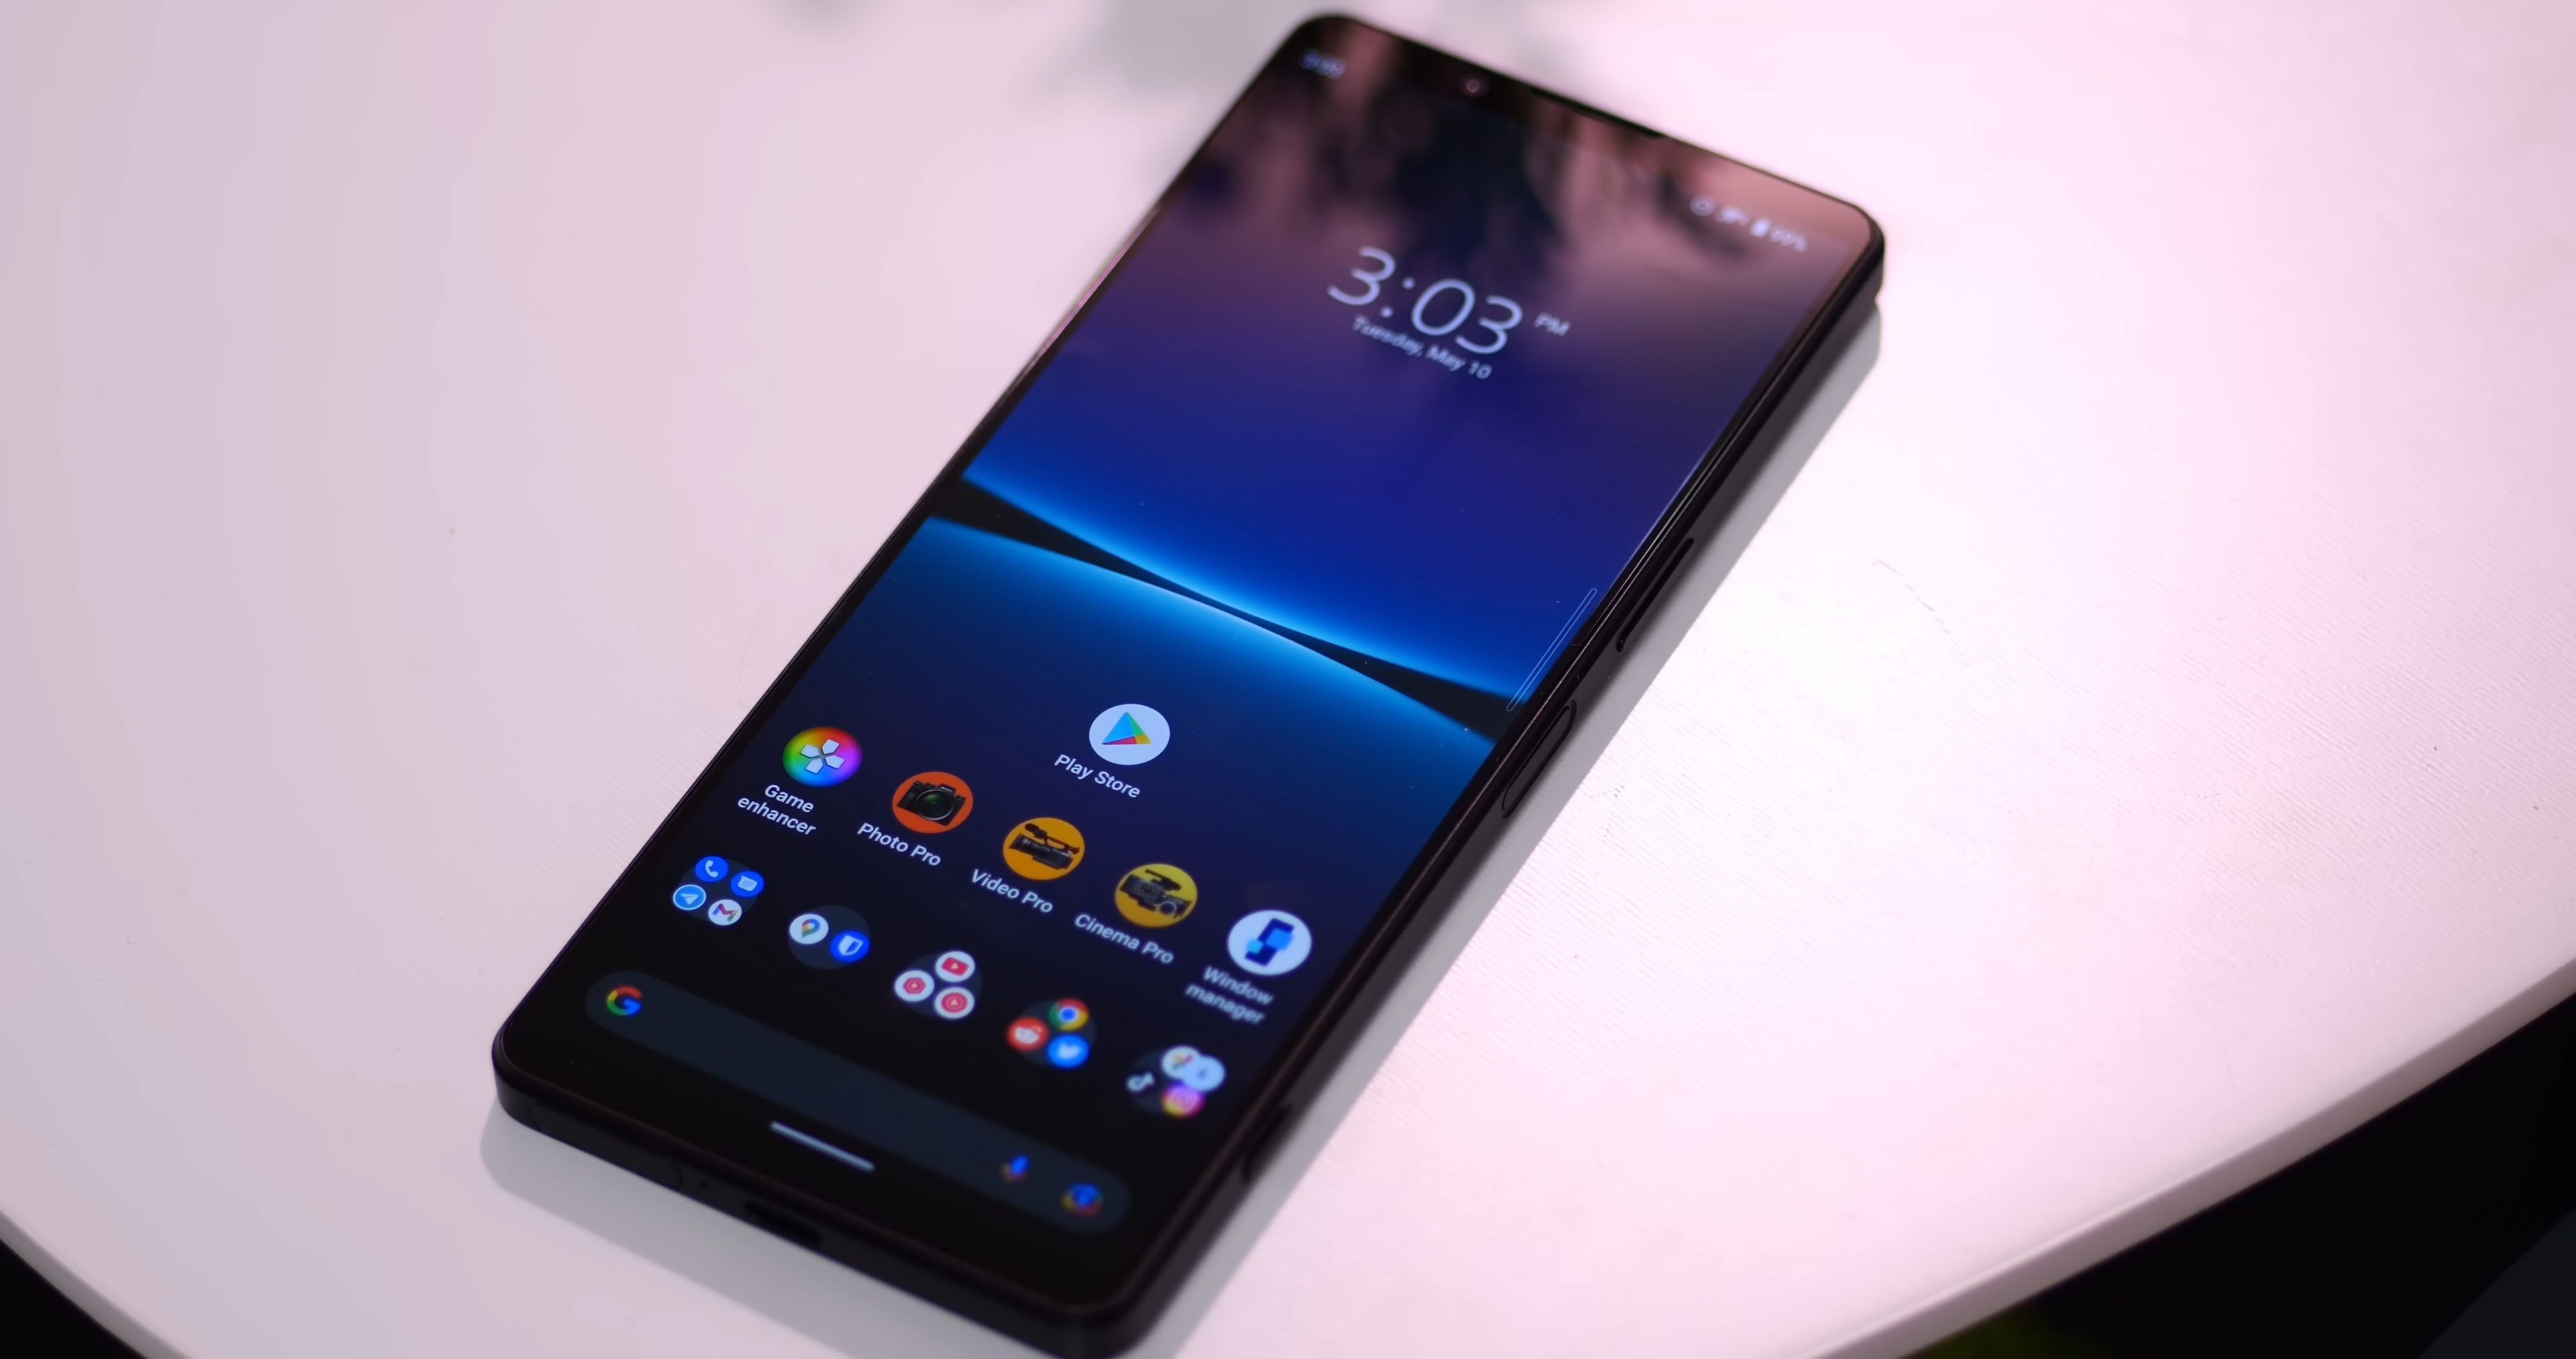 3:03 PM
Tuesday, May 10
Play Store
Game
enhancer
Photo Pro
Video Pro
Cinema Pro
Window
manager